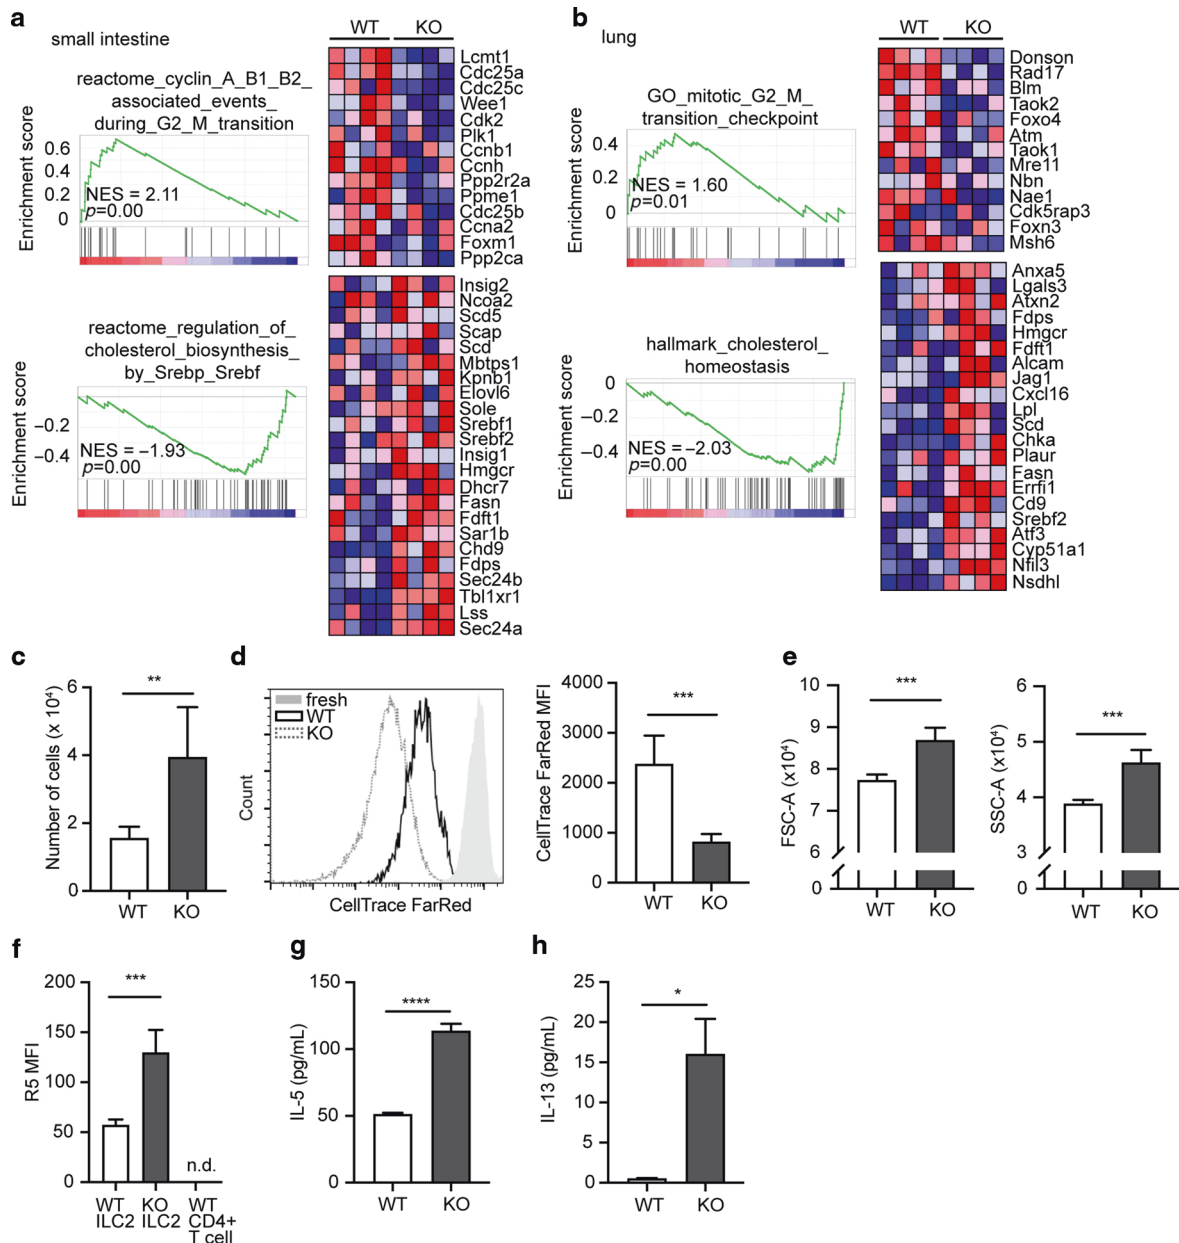 a
small intestine
reactome_cyclin_A_B1_B2_
associated_events_
during_G2_M_transition
Enrichment score
0.6
0.4
0.2
0
NES = 2.11
p=0.00
WT KO
Lcmt1
Cdc25a
Cdc25c
Wee1
Cdk2
Plk1
Ccnb1
Ccnh
Ppp2r2a
Ppme1
Cdc25b
Ccna2
Foxm1
Ppp2ca
reactome_regulation_of_
cholesterol_biosynthesis_
by_Srebp_Srebf
Enrichment score
−0.2
−0.4
NES = −1.93
p=0.00
Insig2
Ncoa2
Scd5
Scap
Scd
Mbtps1
Kpnb1
Elovl6
Sole
Srebf1
Srebf2
Insig1
Hmgcr
Dhcr7
Fasn
Fdft1
Sar1b
Chd9
Fdps
Sec24b
Tbl1xr1
Lss
Sec24a
b
lung
GO_mitotic_G2_M_
transition_checkpoint
Enrichment score
0.4
0.2
0
NES = 1.60
p=0.01
WT KO
Donson
Rad17
Blm
Taok2
Foxo4
Atm
Taok1
Mre11
Nbn
Nae1
Cdk5rap3
Foxn3
Msh6
hallmark_cholesterol_
homeostasis
Enrichment score
0
−0.2
−0.4
NES = −2.03
p=0.00
Anxa5
Lgals3
Atxn2
Fdps
Hmgcr
Fdft1
Alcam
Jag1
Cxcl16
Lpl
Scd
Chka
Plaur
Fasn
Errfi1
Cd9
Srebf2
Atf3
Cyp51a1
Nfil3
Nsdhl
c
Number of cells (x 10⁴)
6
4
2
0
**
WT KO
d
fresh
WT
KO
Count
CellTrace FarRed
CellTrace FarRed MFI
4000
3000
2000
1000
0
***
WT KO
e
FSC-A (x10⁴)
10
9
8
7
6
0
***
WT KO
SSC-A (x10⁴)
6
5
4
3
0
***
WT KO
f
R5 MFI
200
150
100
50
0
***
n.d.
WT KO WT
ILC2 ILC2 CD4+
T cell
g
IL-5 (pg/mL)
150
100
50
0
****
WT KO
h
IL-13 (pg/mL)
25
20
15
10
5
0
*
WT KO